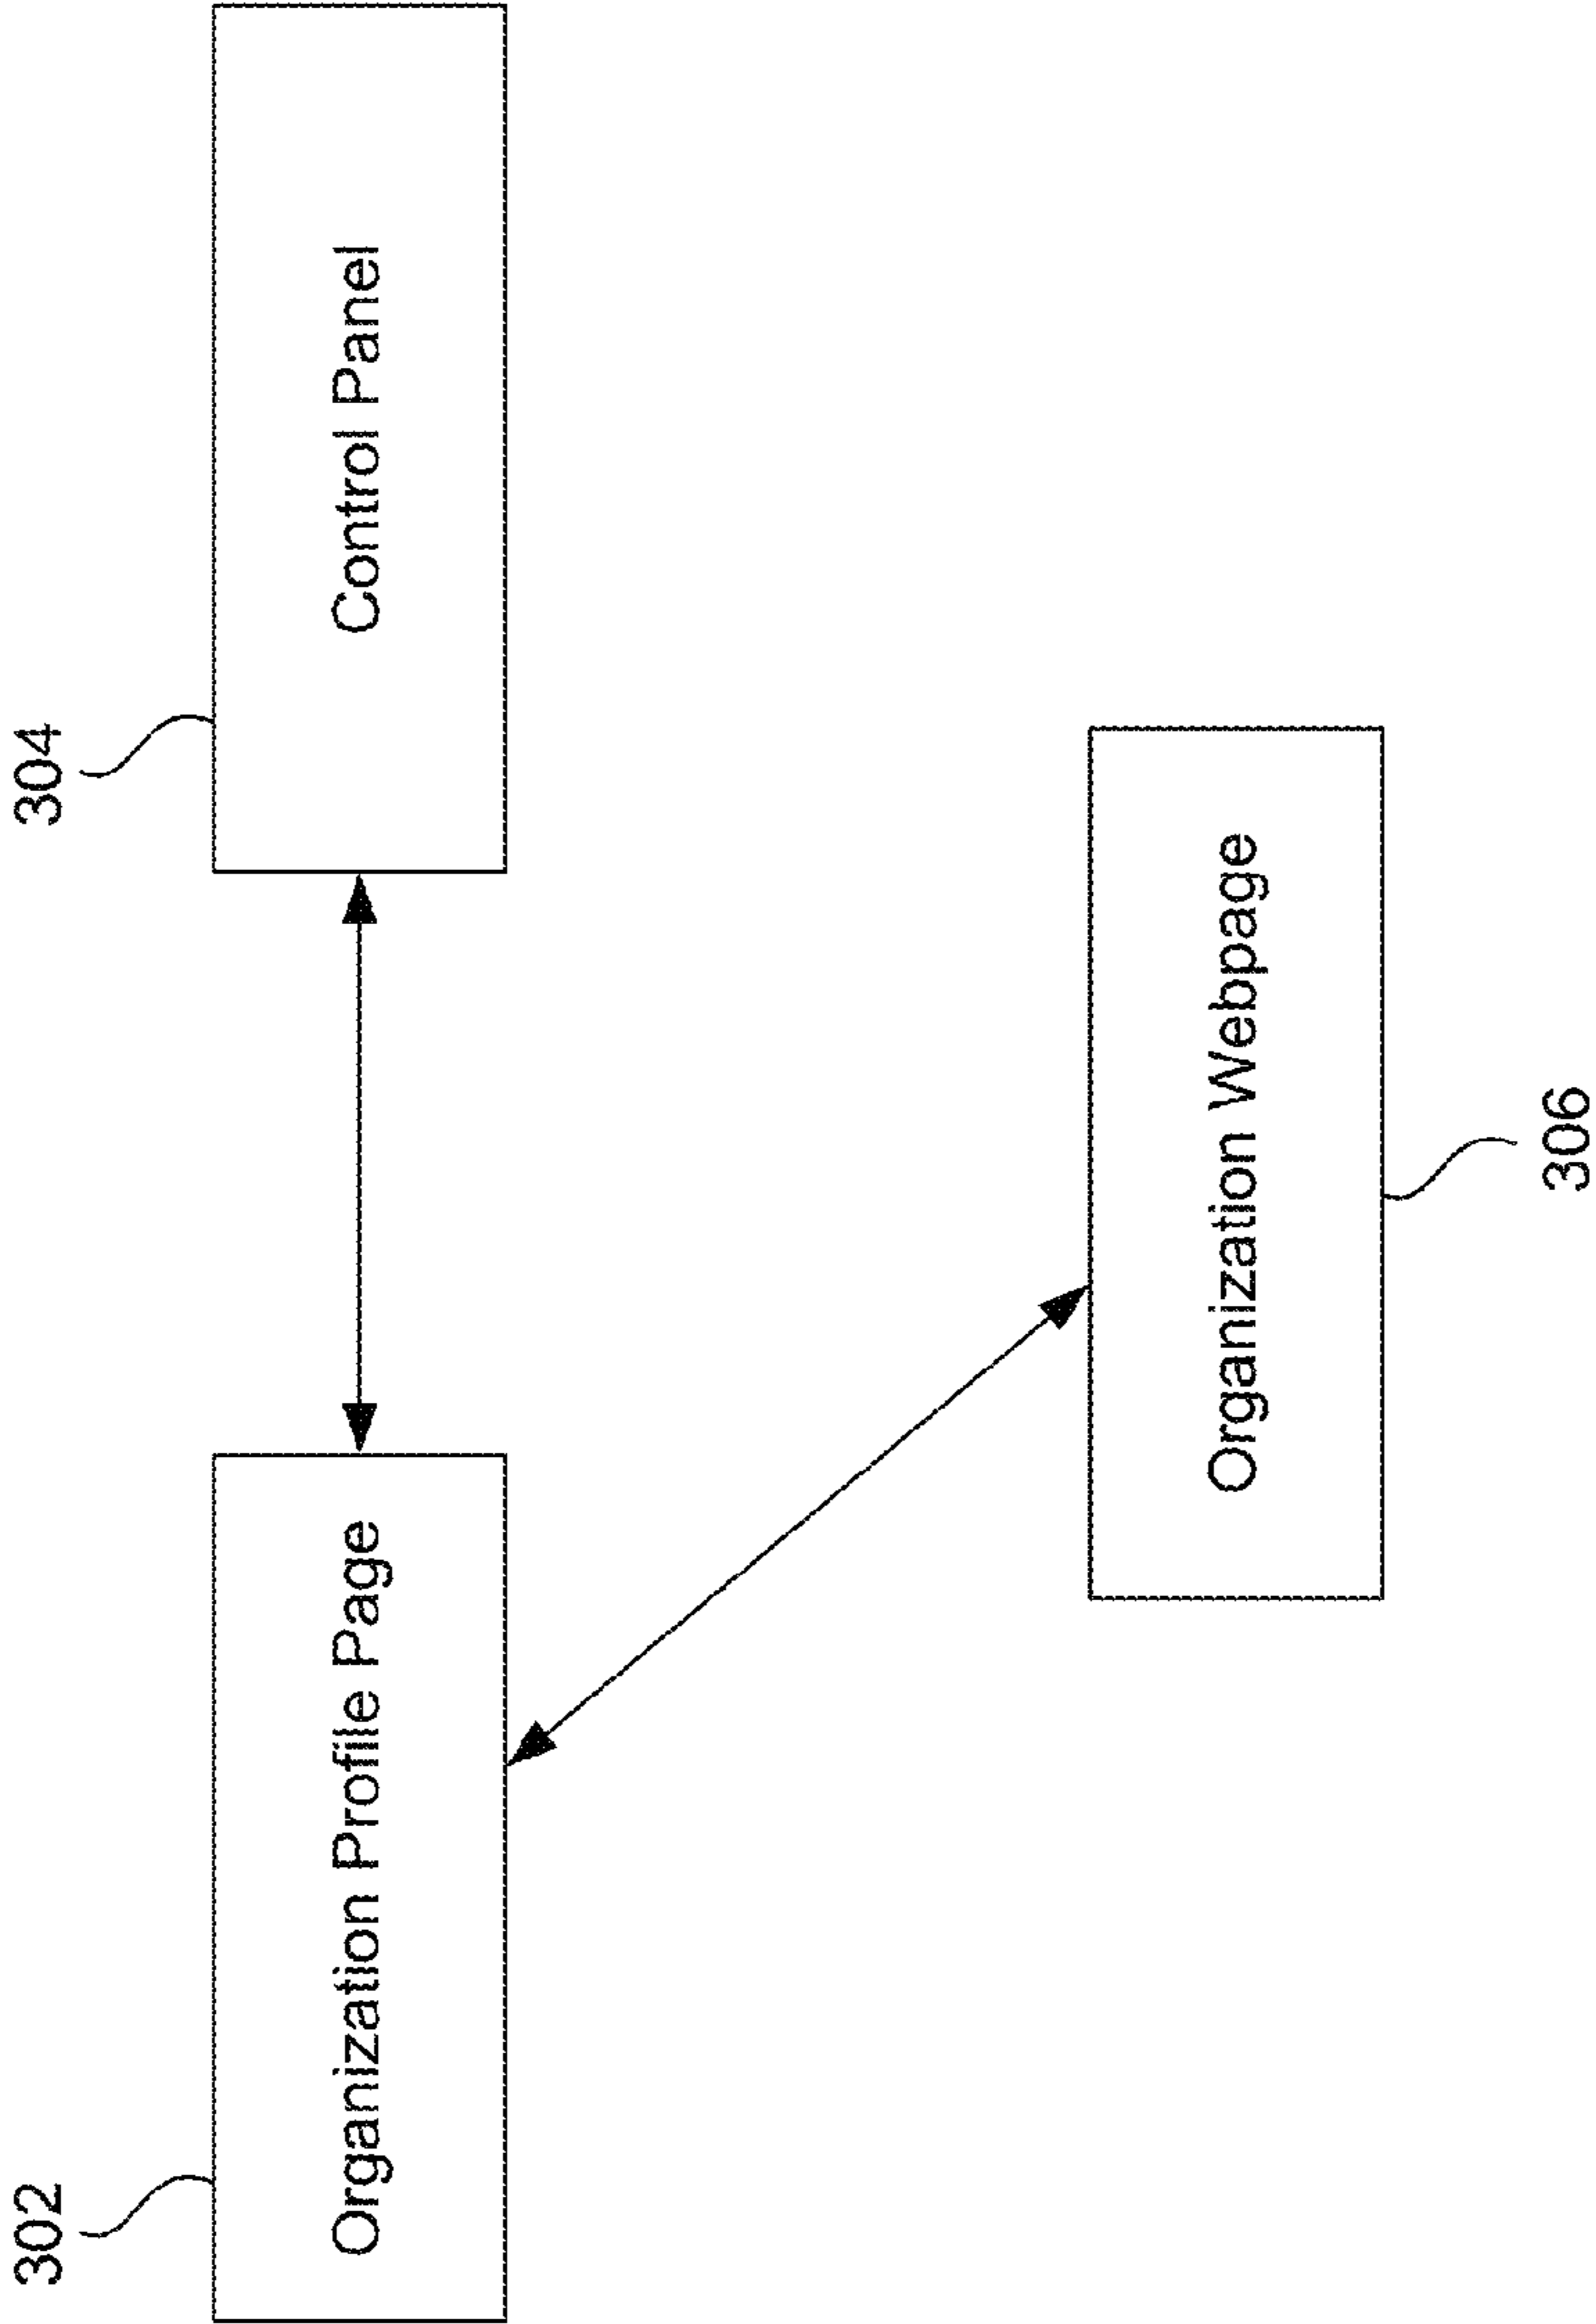 302
304
Organization Profile Page
Control Panel
Organization Webpage
306